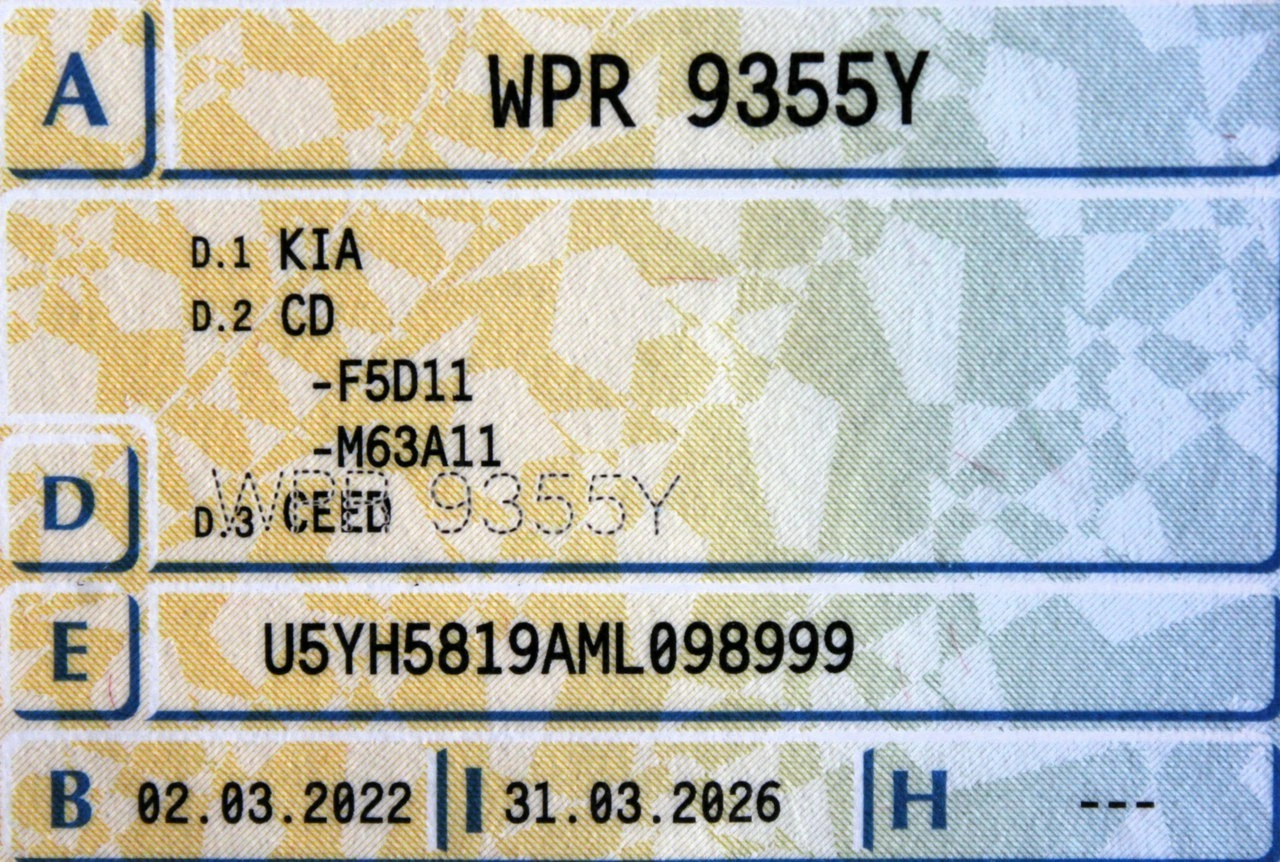 A WPR 9355Y
D.1 KIA
D.2 CD
-F5D11
-M63A11
D
D.3 CEED
WPR 9355Y
E U5YH5819AML098999
B 02.03.2022 I 31.03.2026 H ---